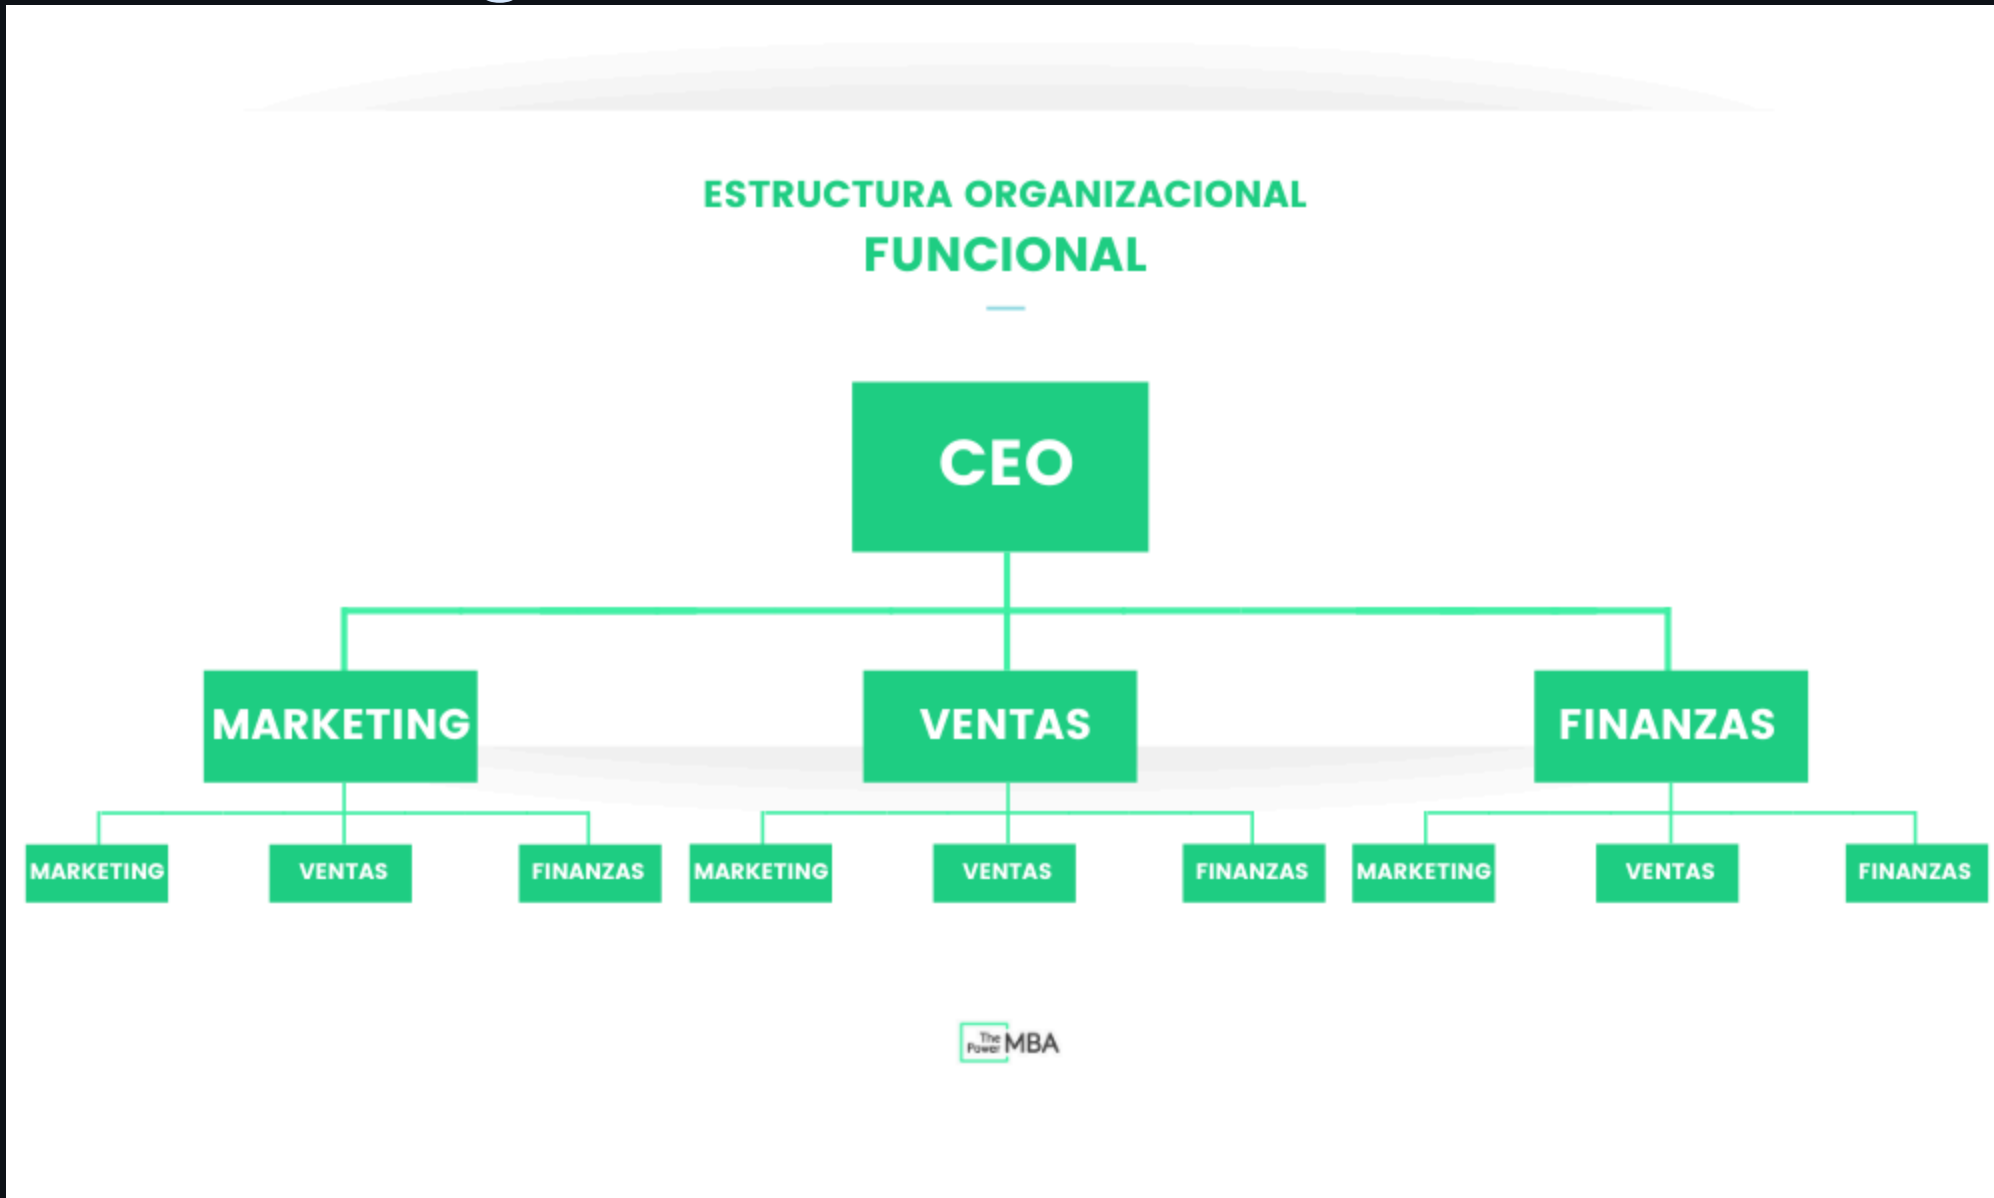 ESTRUCTURA ORGANIZACIONAL
FUNCIONAL
CEO
MARKETING
VENTAS
FINANZAS
MARKETING
VENTAS
FINANZAS
MARKETING
VENTAS
FINANZAS
MARKETING
VENTAS
FINANZAS
The
Power MBA